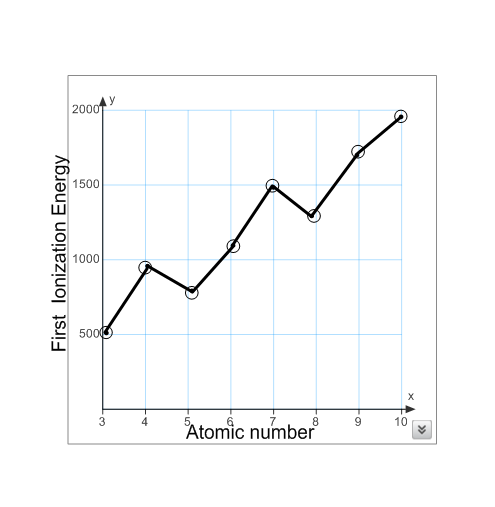 y
2000
1500
1000
500
First Ionization Energy
x
3 4 5 6 7 8 9 10
Atomic number